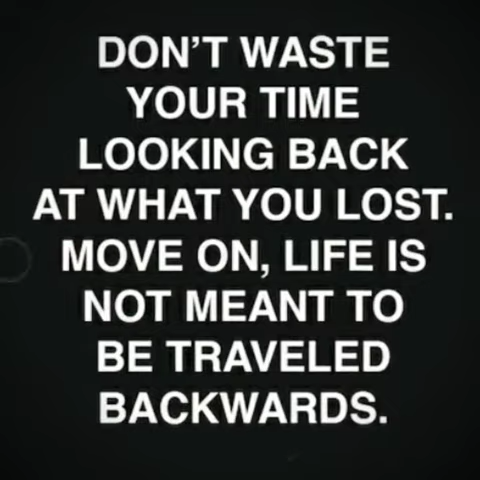 DON'T WASTE
YOUR TIME
LOOKING BACK
AT WHAT YOU LOST.
MOVE ON, LIFE IS
NOT MEANT TO
BE TRAVELED
BACKWARDS.